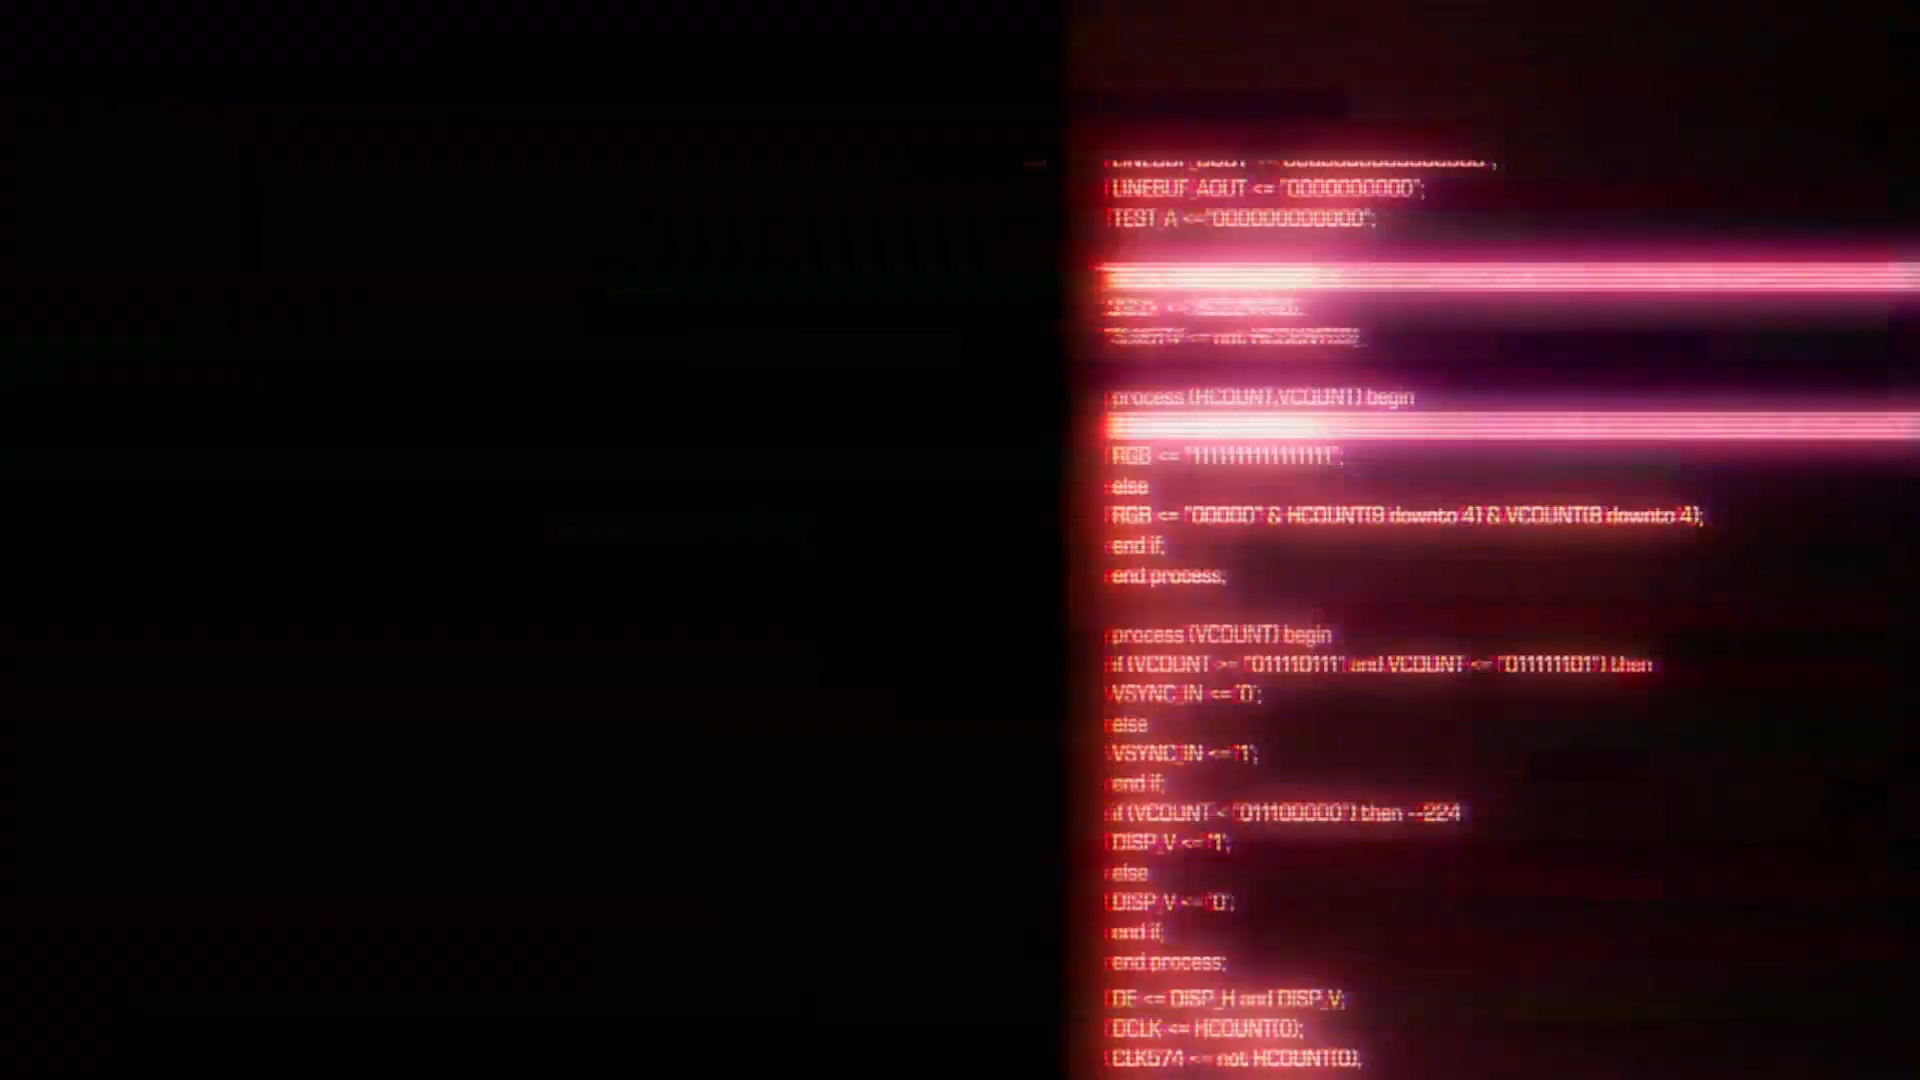 LINEBUF_AOUT <= "0000000000";
TEST_A <="000000000000";
<= not
process (HCOUNT,VCOUNT) begin
RGB <= "1111111111111111";
else
RGB <= "00000" & HCOUNT(8 downto 4) & VCOUNT(8 downto 4);
end if;
end process;
process (VCOUNT) begin
if (VCOUNT >= "011110111" and VCOUNT <= "011111101") then
VSYNC_IN <= '0';
else
VSYNC_IN <= '1';
end if;
if (VCOUNT < "011100000") then --224
DISP_V <= '1';
else
DISP_V <= '0';
end if;
end process;
DE <= DISP_H and DISP_V;
DCLK <= HCOUNT(0);
CLK574 <= not HCOUNT(0);